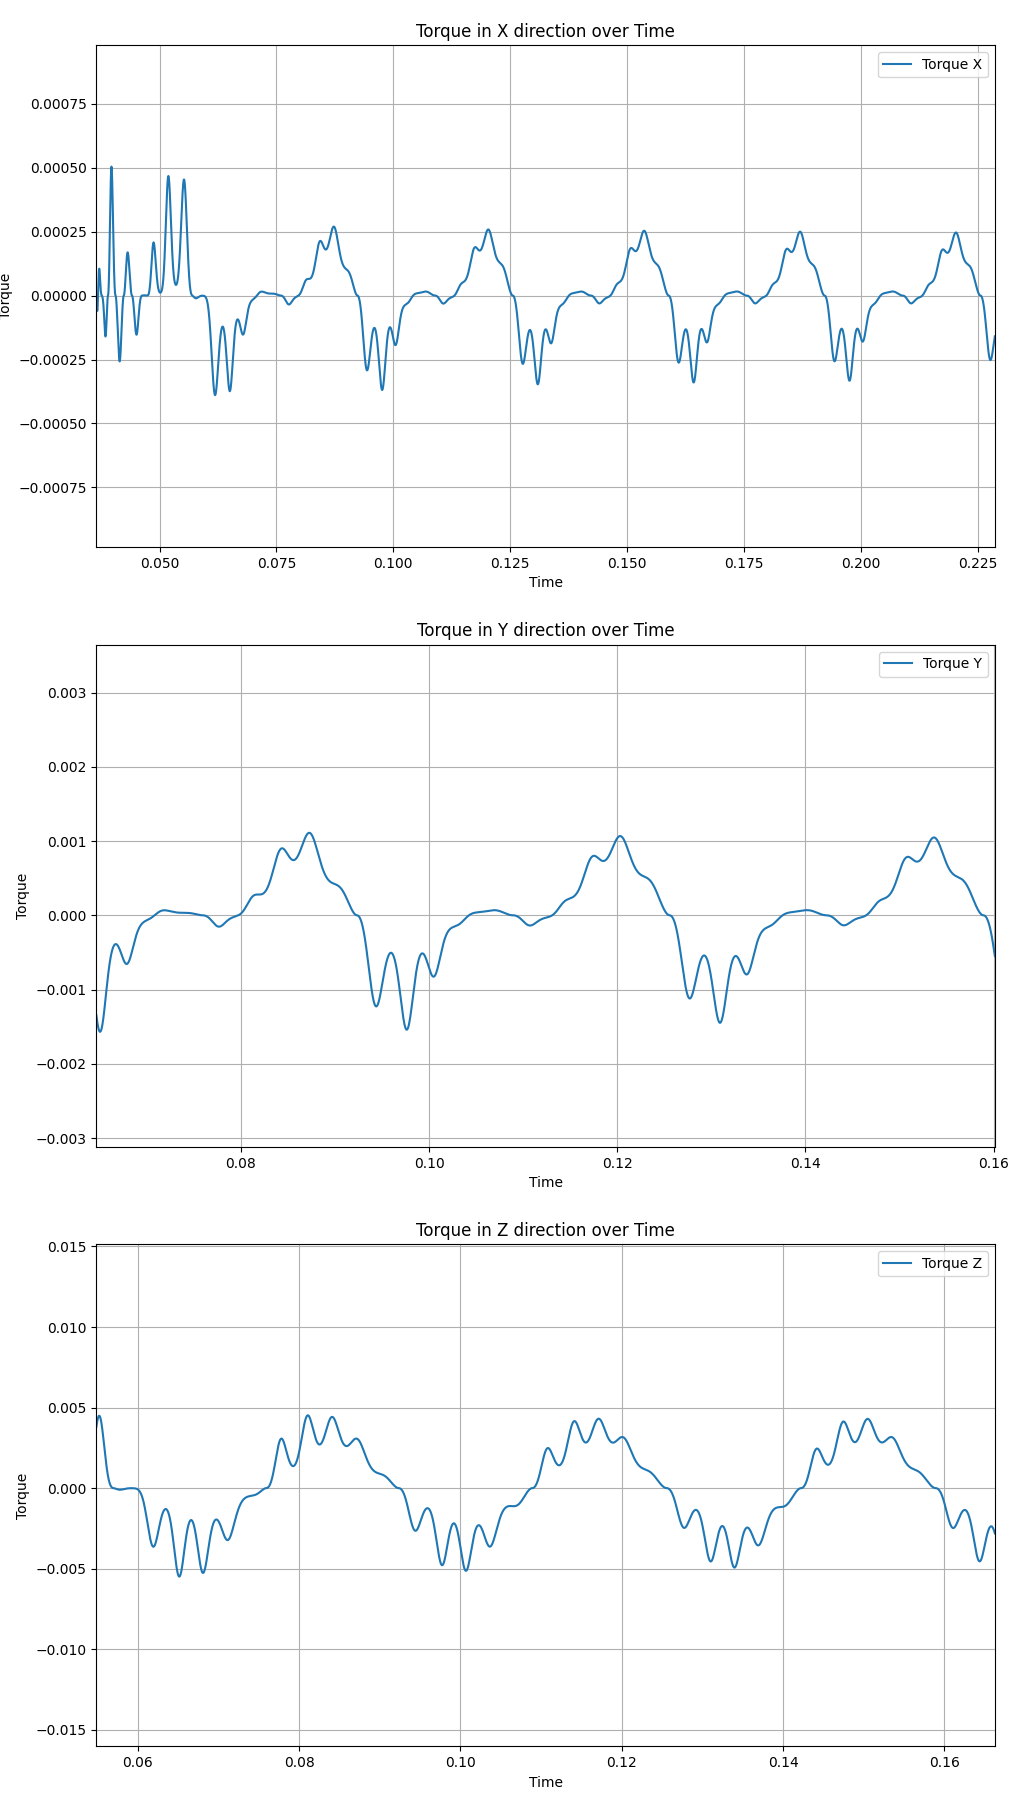 Torque in X direction over Time
Torque X
0.00075
0.00050
0.00025
0.00000
−0.00025
−0.00050
−0.00075
Torque
0.050 0.075 0.100 0.125 0.150 0.175 0.200 0.225
Time
Torque in Y direction over Time
Torque Y
0.003
0.002
0.001
0.000
−0.001
−0.002
−0.003
Torque
0.08 0.10 0.12 0.14 0.16
Time
Torque in Z direction over Time
Torque Z
0.015
0.010
0.005
0.000
−0.005
−0.010
−0.015
Torque
0.06 0.08 0.10 0.12 0.14 0.16
Time